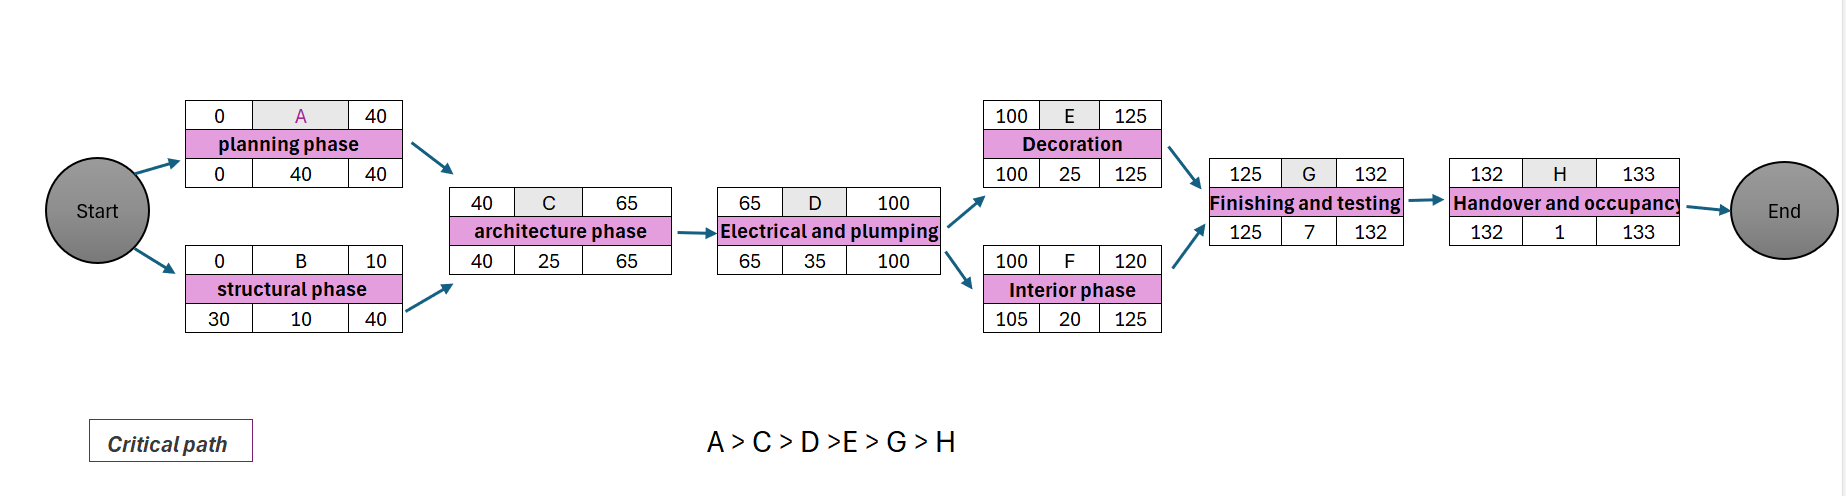 Start
0 A 40
planning phase
0 40 40
0 B 10
structural phase
30 10 40
40 C 65
architecture phase
40 25 65
65 D 100
Electrical and plumping
65 35 100
100 E 125
Decoration
100 25 125
100 F 120
Interior phase
105 20 125
125 G 132
Finishing and testing
125 7 132
132 H 133
Handover and occupancy
132 1 133
End
Critical path
A > C > D >E > G > H